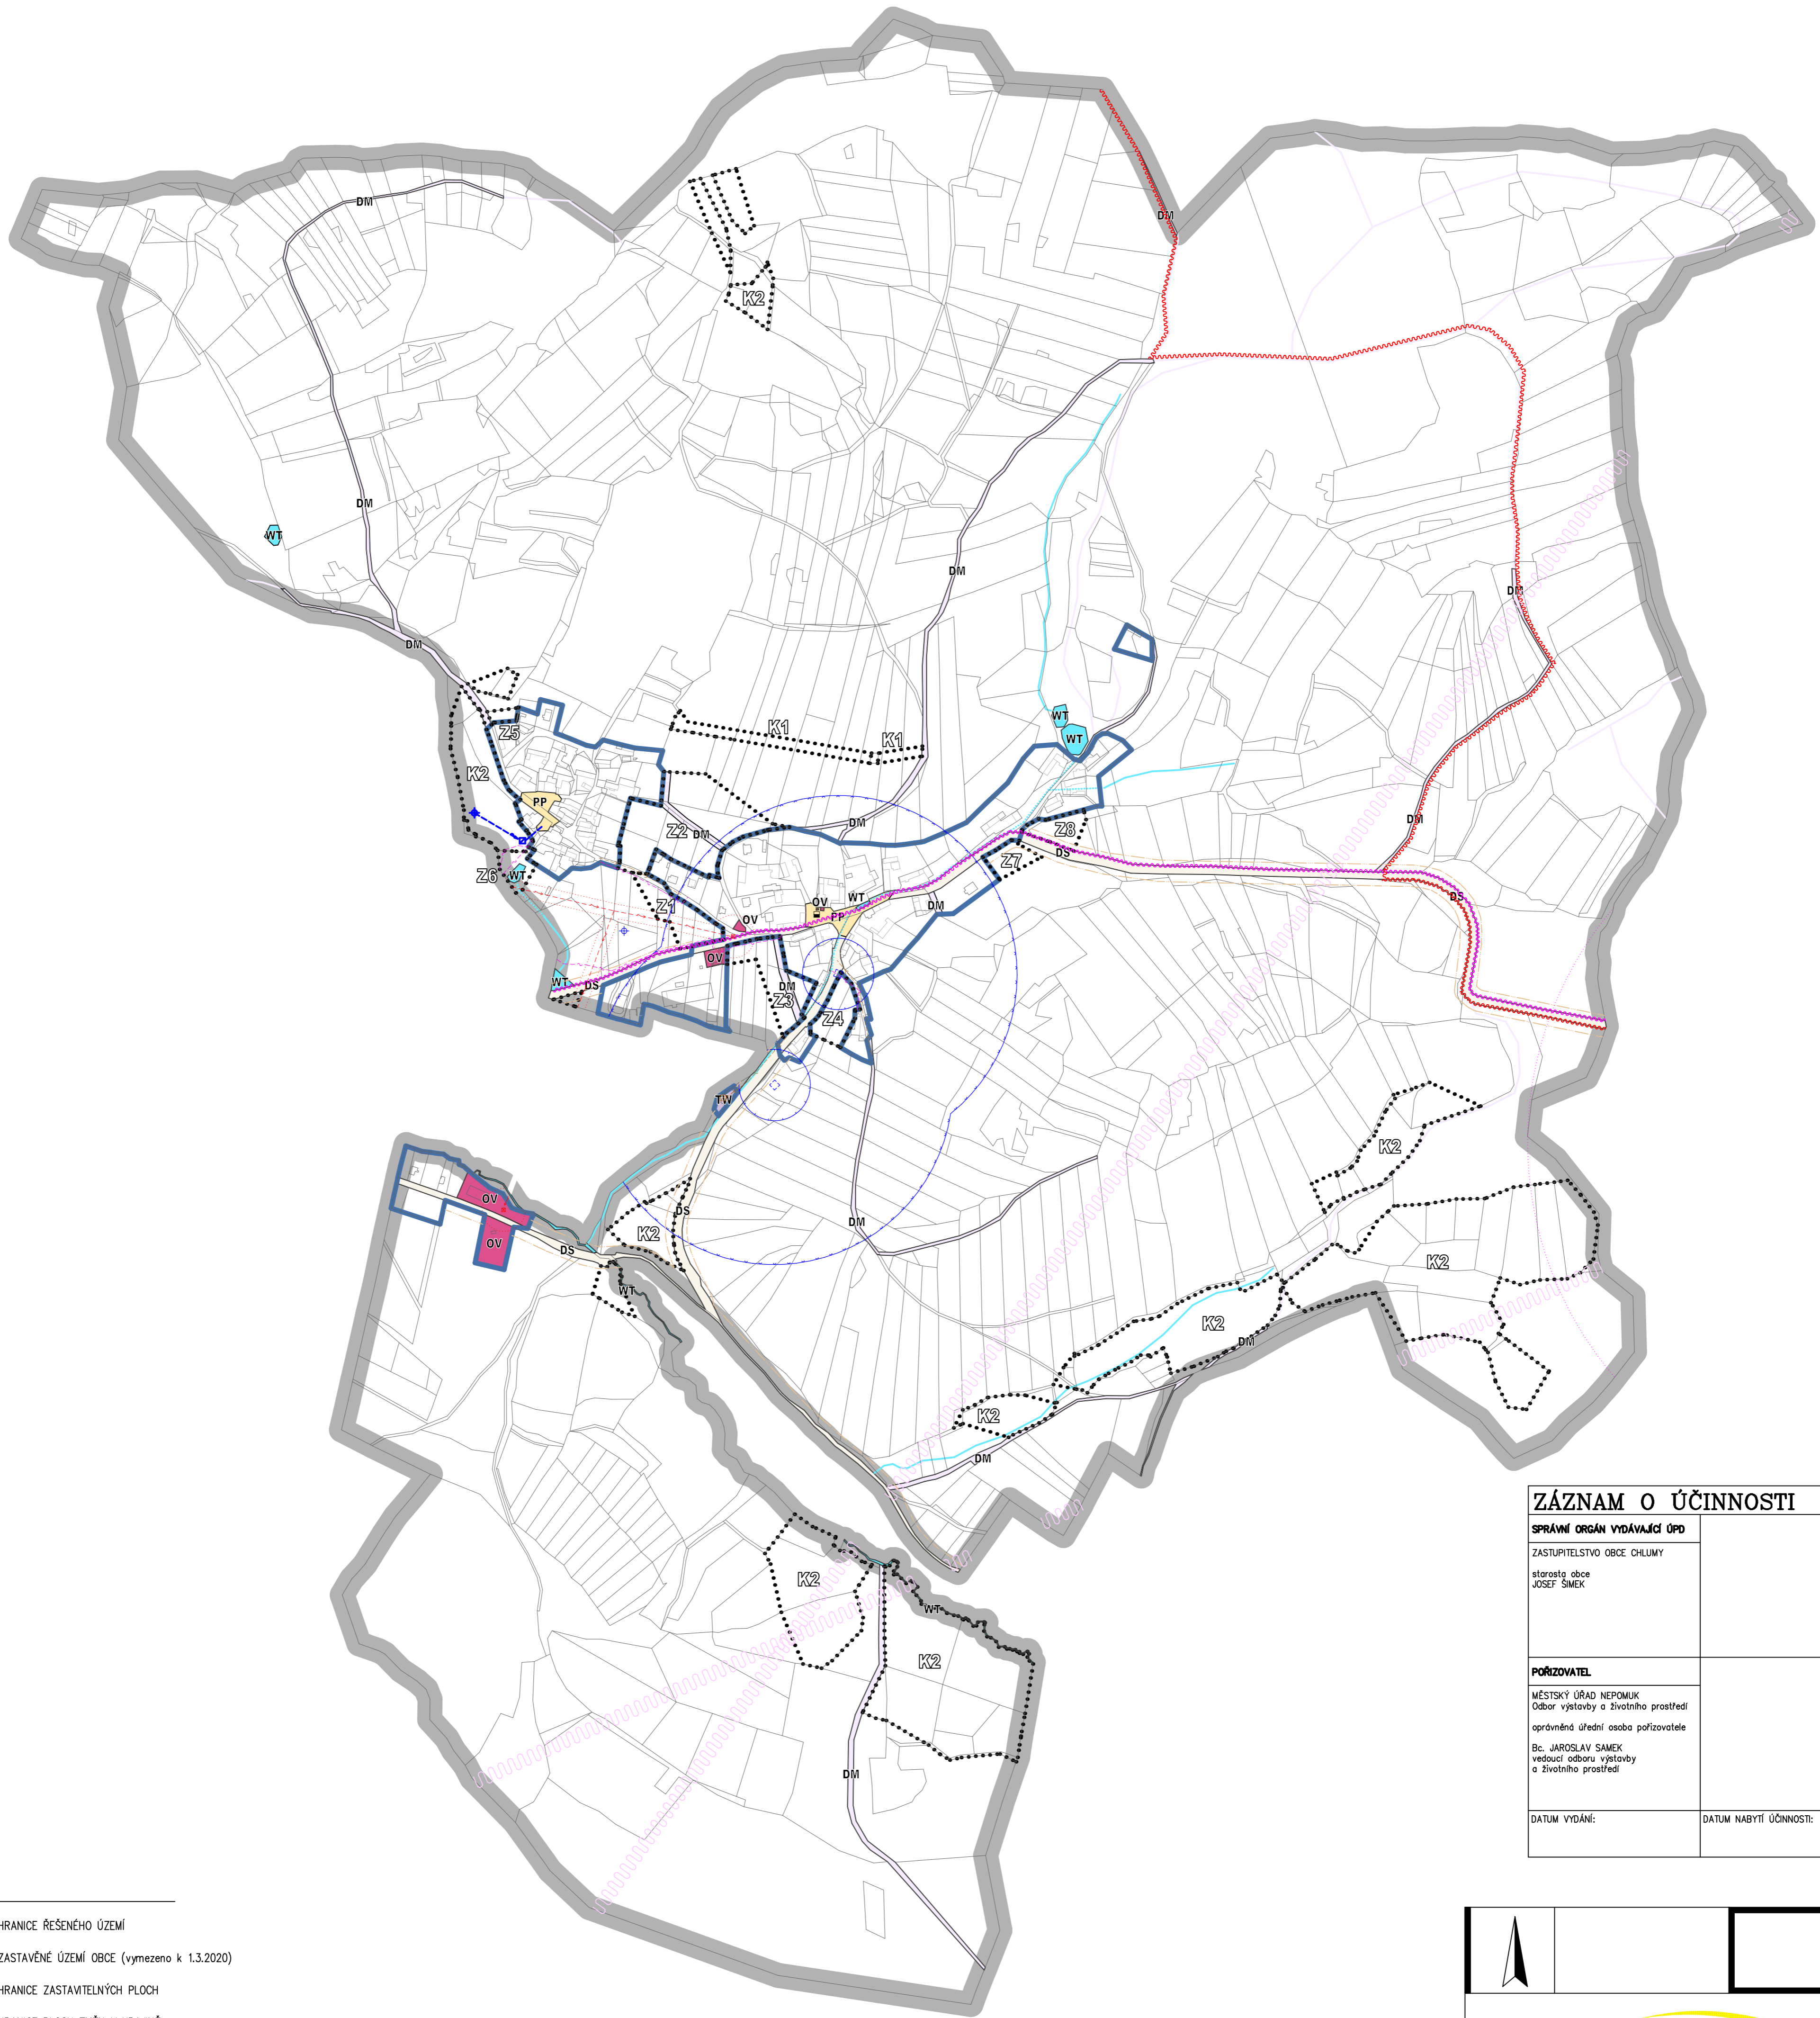 DM
DM
K2
DM
WT
DM
DM
DM
Z5
K1
K1
WT
WT
K2
PP
Z2
DM
DM
Z8
DS
Z7
DM
Z6
WT
Z1
OV
OV
WT
PP
DM
DS
OV
WT
DS
DM
Z3
Z4
TW
K2
OV
DS
K2
DM
OV
DS
K2
WT
K2
DM
K2
DM
ZÁZNAM O ÚČINNOSTI
SPRÁVNÍ ORGÁN VYDÁVAJÍCÍ ÚPD
ZASTUPITELSTVO OBCE CHLUMY
starosta obce
JOSEF ŠIMEK
K2
WT
K2
POŘIZOVATEL
MĚSTSKÝ ÚŘAD NEPOMUK
Odbor výstavby a životního prostředí
oprávněná úřední osoba pořizovatele
Bc. JAROSLAV SAMEK
vedoucí odboru výstavby
a životního prostředí
DM
DATUM VYDÁNÍ:
DATUM NABYTÍ ÚČINNOSTI:
HRANICE ŘEŠENÉHO ÚZEMÍ
ZASTAVĚNÉ ÚZEMÍ OBCE (vymezeno k 1.3.2020)
HRANICE ZASTAVITELNÝCH PLOCH